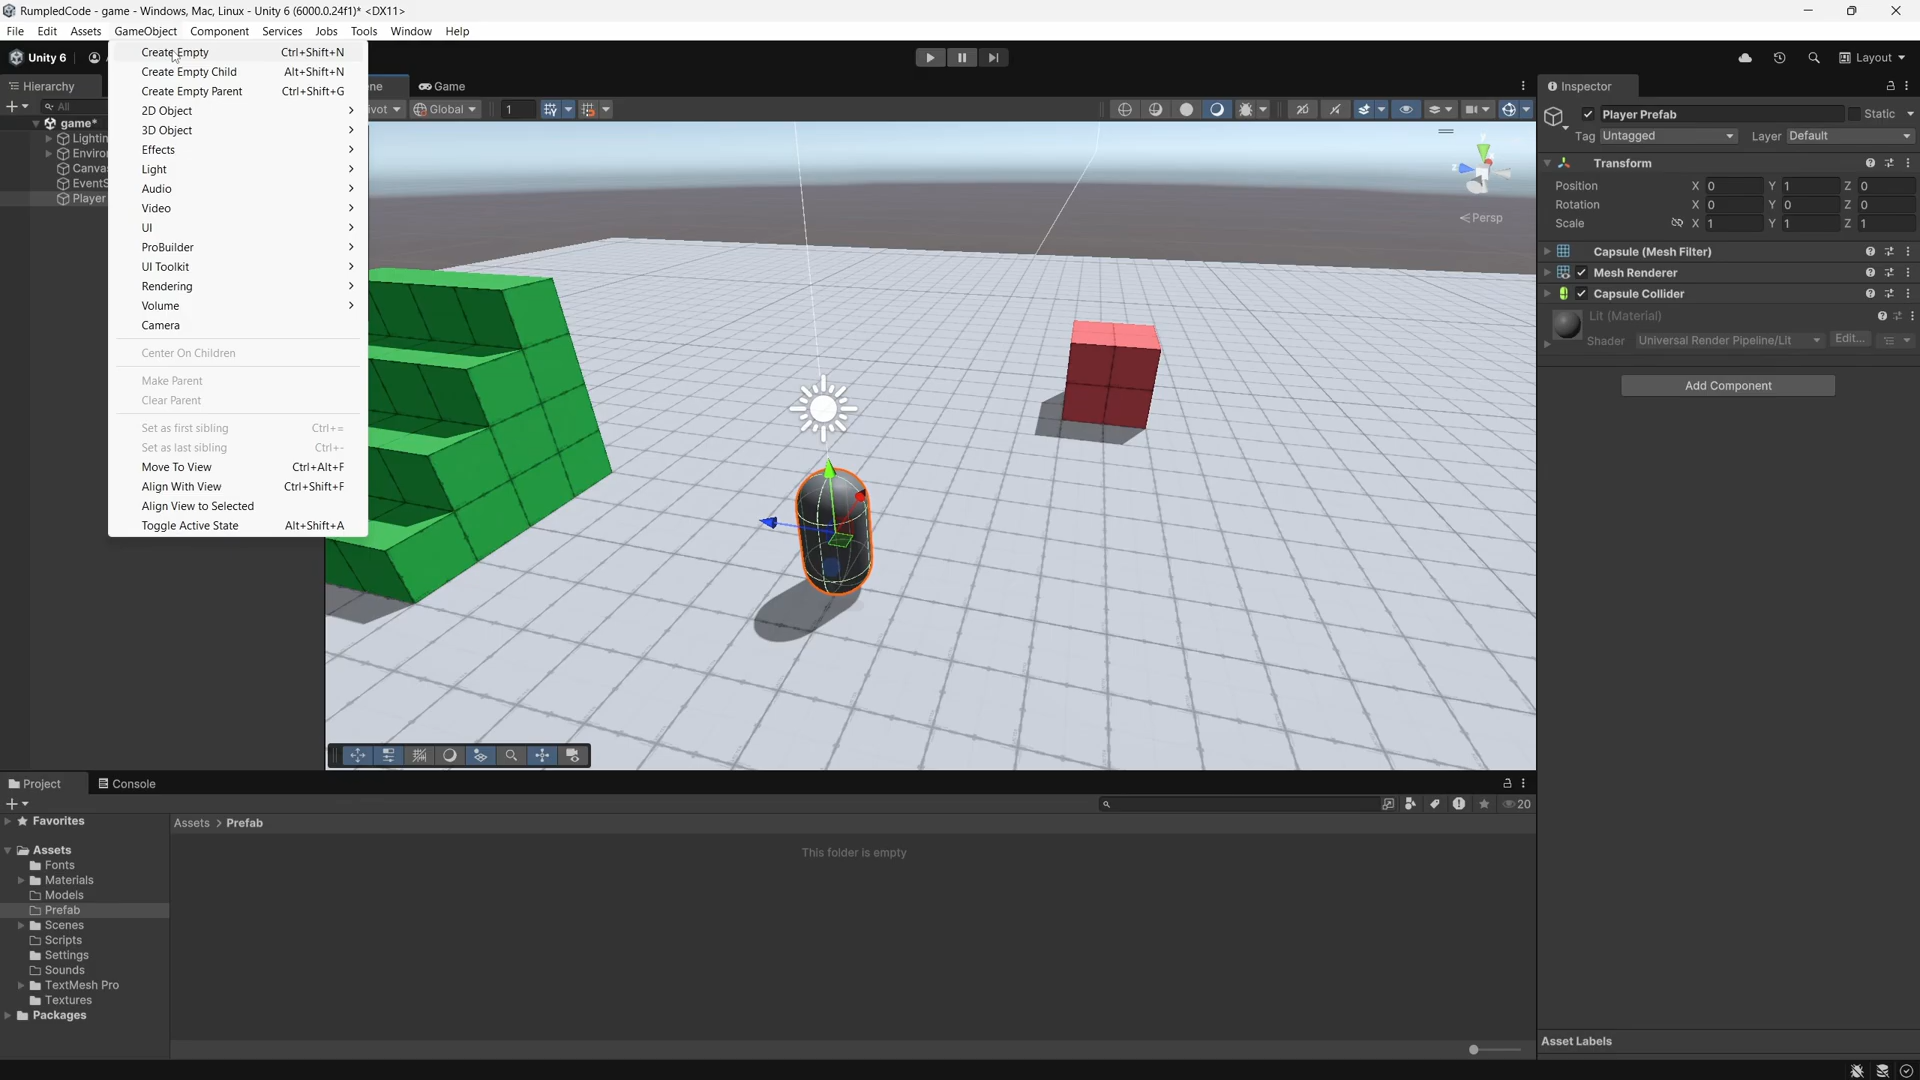 RumpledCode - game - Windows, Mac, Linux - Unity 6 (6000.0.24f1)* <DX11>
File Edit Assets GameObject Component Services Jobs Tools Window Help
Unity 6
Layout
Hierarchy
All
game*
Lightin
Enviro
Canva
EventS
Player
Create Empty Ctrl+Shift+N
Create Empty Child Alt+Shift+N
Create Empty Parent Ctrl+Shift+G
2D Object
3D Object
Effects
Light
Audio
Video
UI
ProBuilder
UI Toolkit
Rendering
Volume
Camera
Center On Children
Make Parent
Clear Parent
Set as first sibling Ctrl+=
Set as last sibling Ctrl+-
Move To View Ctrl+Alt+F
Align With View Ctrl+Shift+F
Align View to Selected
Toggle Active State Alt+Shift+A
ne Game
ivot Global 1 2D
y
z
< Persp
Inspector
Player Prefab Static
Tag Untagged Layer Default
Transform
Position X 0 Y 1 Z 0
Rotation X 0 Y 0 Z 0
Scale X 1 Y 1 Z 1
Capsule (Mesh Filter)
Mesh Renderer
Capsule Collider
Lit (Material)
Shader Universal Render Pipeline/Lit Edit...
Add Component
Project Console
20
Favorites
Assets
Fonts
Materials
Models
Prefab
Scenes
Scripts
Settings
Sounds
TextMesh Pro
Textures
Packages
Assets > Prefab
This folder is empty
Asset Labels